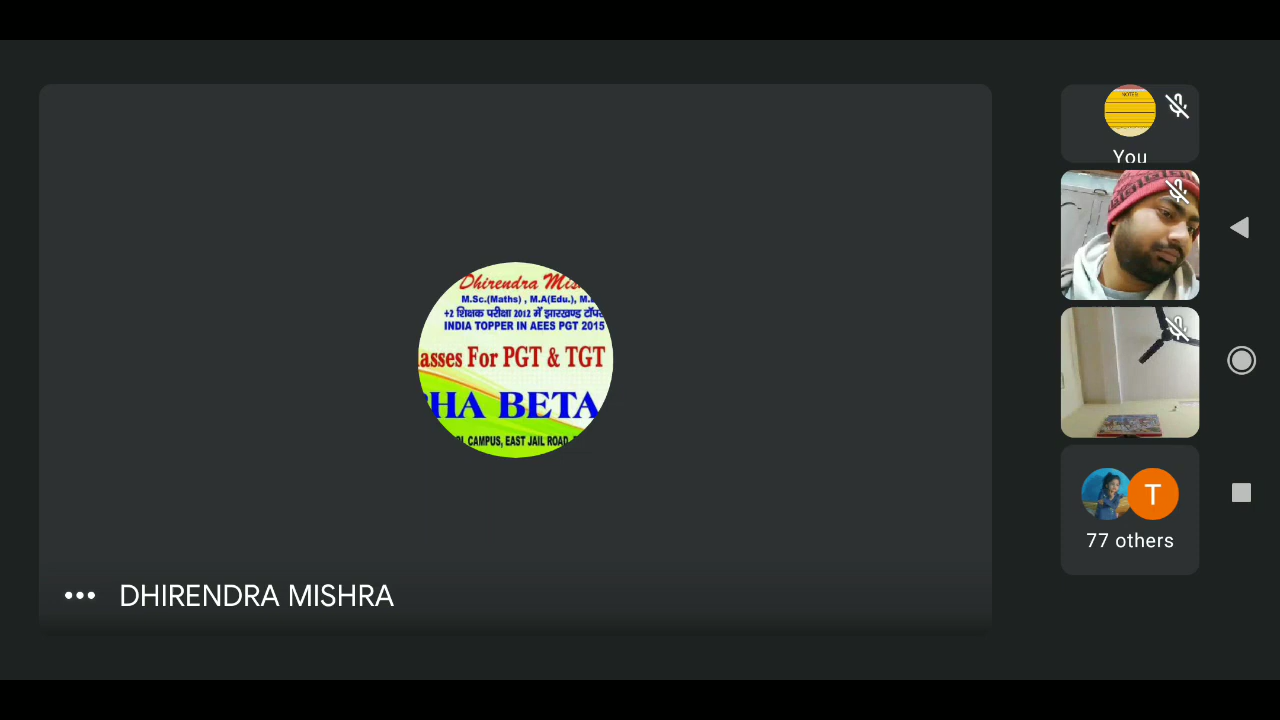 Dhirendra
M.Sc.(Maths) , M.A(Edu.),
+2 शिक्षक परीक्षा 2012 में झारखण्ड टॉपर
INDIA TOPPER IN AEES PGT 2015
asses For PGT & TGT
HA BETA
CAMPUS, EAST JAIL ROAD,
DHIRENDRA MISHRA
NOTES
You
T
77 others